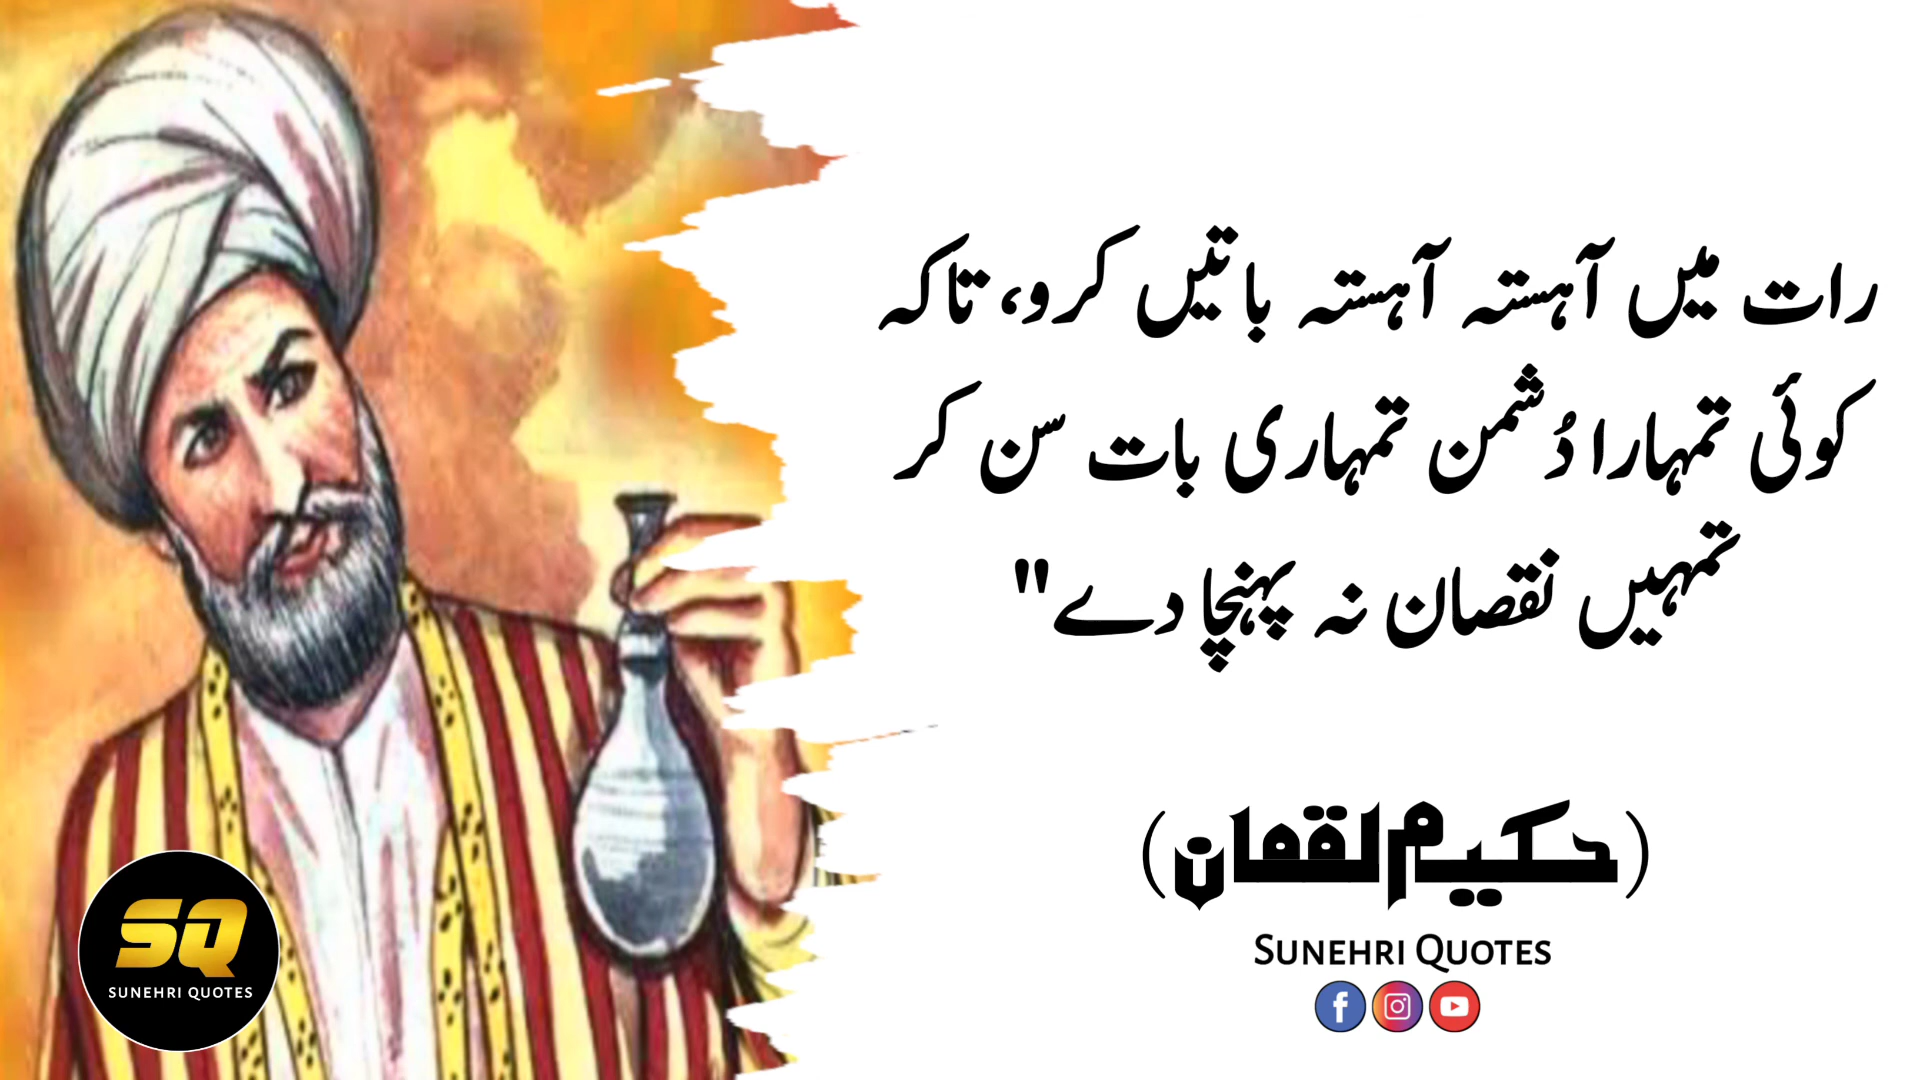 رات میں آہستہ آہستہ باتیں کرو، تاکہ
کوئی تمہارا دُشمن تمہاری بات سن کر
تمہیں نقصان نہ پہنچا دے"
(حکیم لقمان)
SUNEHRI QUOTES
SQ
SUNEHRI QUOTES